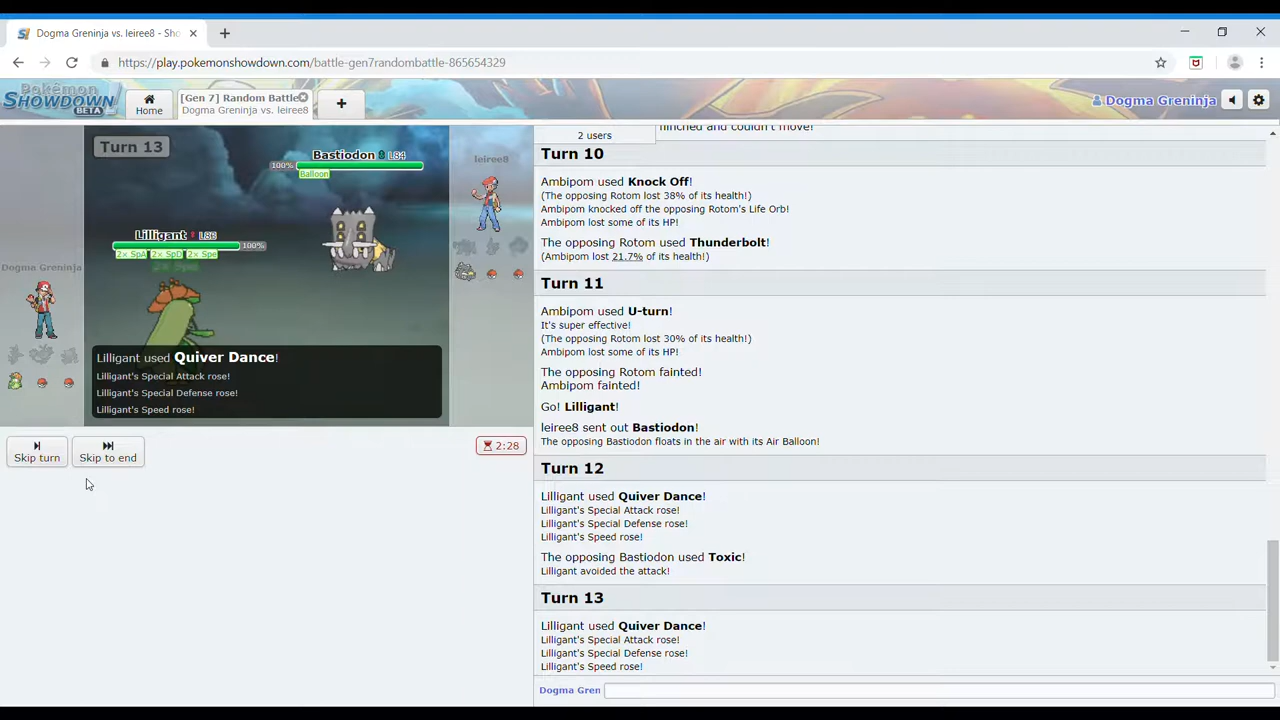 Dogma Greninja vs. leiree8 - Sho
https://play.pokemonshowdown.com/battle-gen7randombattle-865654329
Pokémon
SHOWDOWN
BETA
Home
[Gen 7] Random Battle
Dogma Greninja vs. leiree8
Dogma Greninja
Turn 13
Bastiodon L84
100%
Balloon
leiree8
Lilligant L83
100%
2× SpA 2× SpD 2× Spe
Dogma Greninja
Lilligant used Quiver Dance!
Lilligant's Special Attack rose!
Lilligant's Special Defense rose!
Lilligant's Speed rose!
Skip turn
Skip to end
2:28
2 users
flinched and couldn't move!
Turn 10
Ambipom used Knock Off!
(The opposing Rotom lost 38% of its health!)
Ambipom knocked off the opposing Rotom's Life Orb!
Ambipom lost some of its HP!
The opposing Rotom used Thunderbolt!
(Ambipom lost 21.7% of its health!)
Turn 11
Ambipom used U-turn!
It's super effective!
(The opposing Rotom lost 30% of its health!)
Ambipom lost some of its HP!
The opposing Rotom fainted!
Ambipom fainted!
Go! Lilligant!
leiree8 sent out Bastiodon!
The opposing Bastiodon floats in the air with its Air Balloon!
Turn 12
Lilligant used Quiver Dance!
Lilligant's Special Attack rose!
Lilligant's Special Defense rose!
Lilligant's Speed rose!
The opposing Bastiodon used Toxic!
Lilligant avoided the attack!
Turn 13
Lilligant used Quiver Dance!
Lilligant's Special Attack rose!
Lilligant's Special Defense rose!
Lilligant's Speed rose!
Dogma Gren